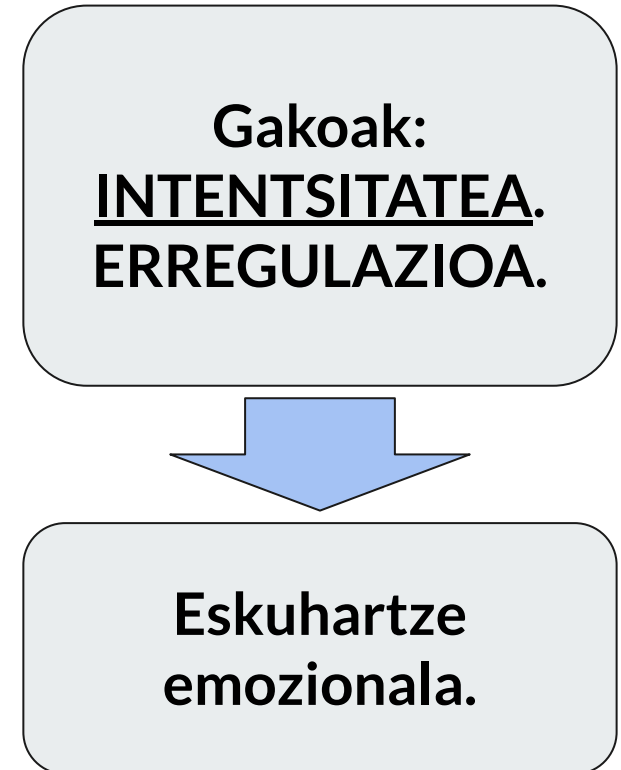 Gakoak:
INTENTSITATEA.
ERREGULAZIOA.
Eskuhartze
emozionala.